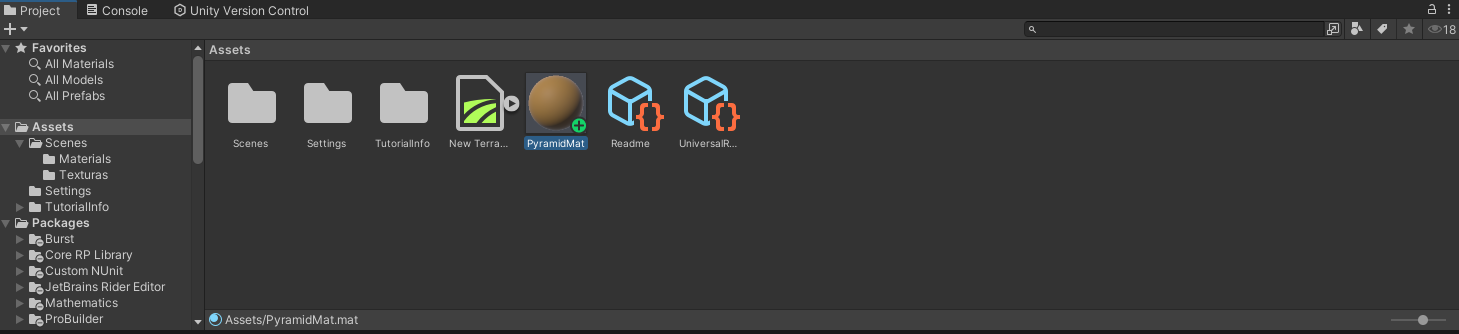 Project Console Unity Version Control
18
Favorites
All Materials
All Models
All Prefabs
Assets
Scenes
Materials
Texturas
Settings
TutorialInfo
Packages
Burst
Core RP Library
Custom NUnit
JetBrains Rider Editor
Mathematics
ProBuilder
Assets
Scenes Settings TutorialInfo New Terra... PyramidMat Readme UniversalR...
Assets/PyramidMat.mat